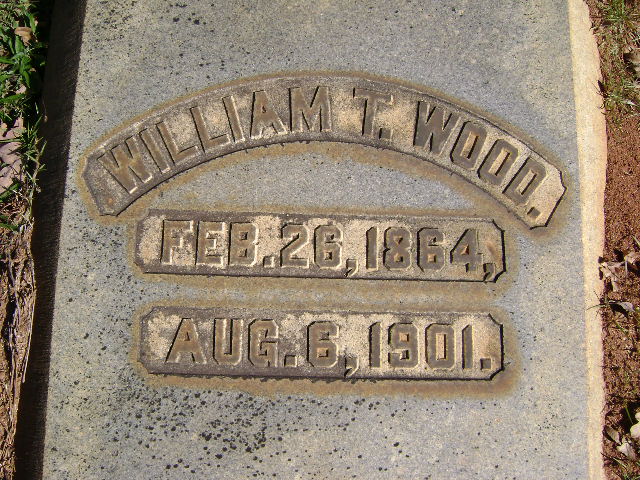 WILLIAM T. WOOD.
FEB. 26, 1864,
AUG. 6, 1901.